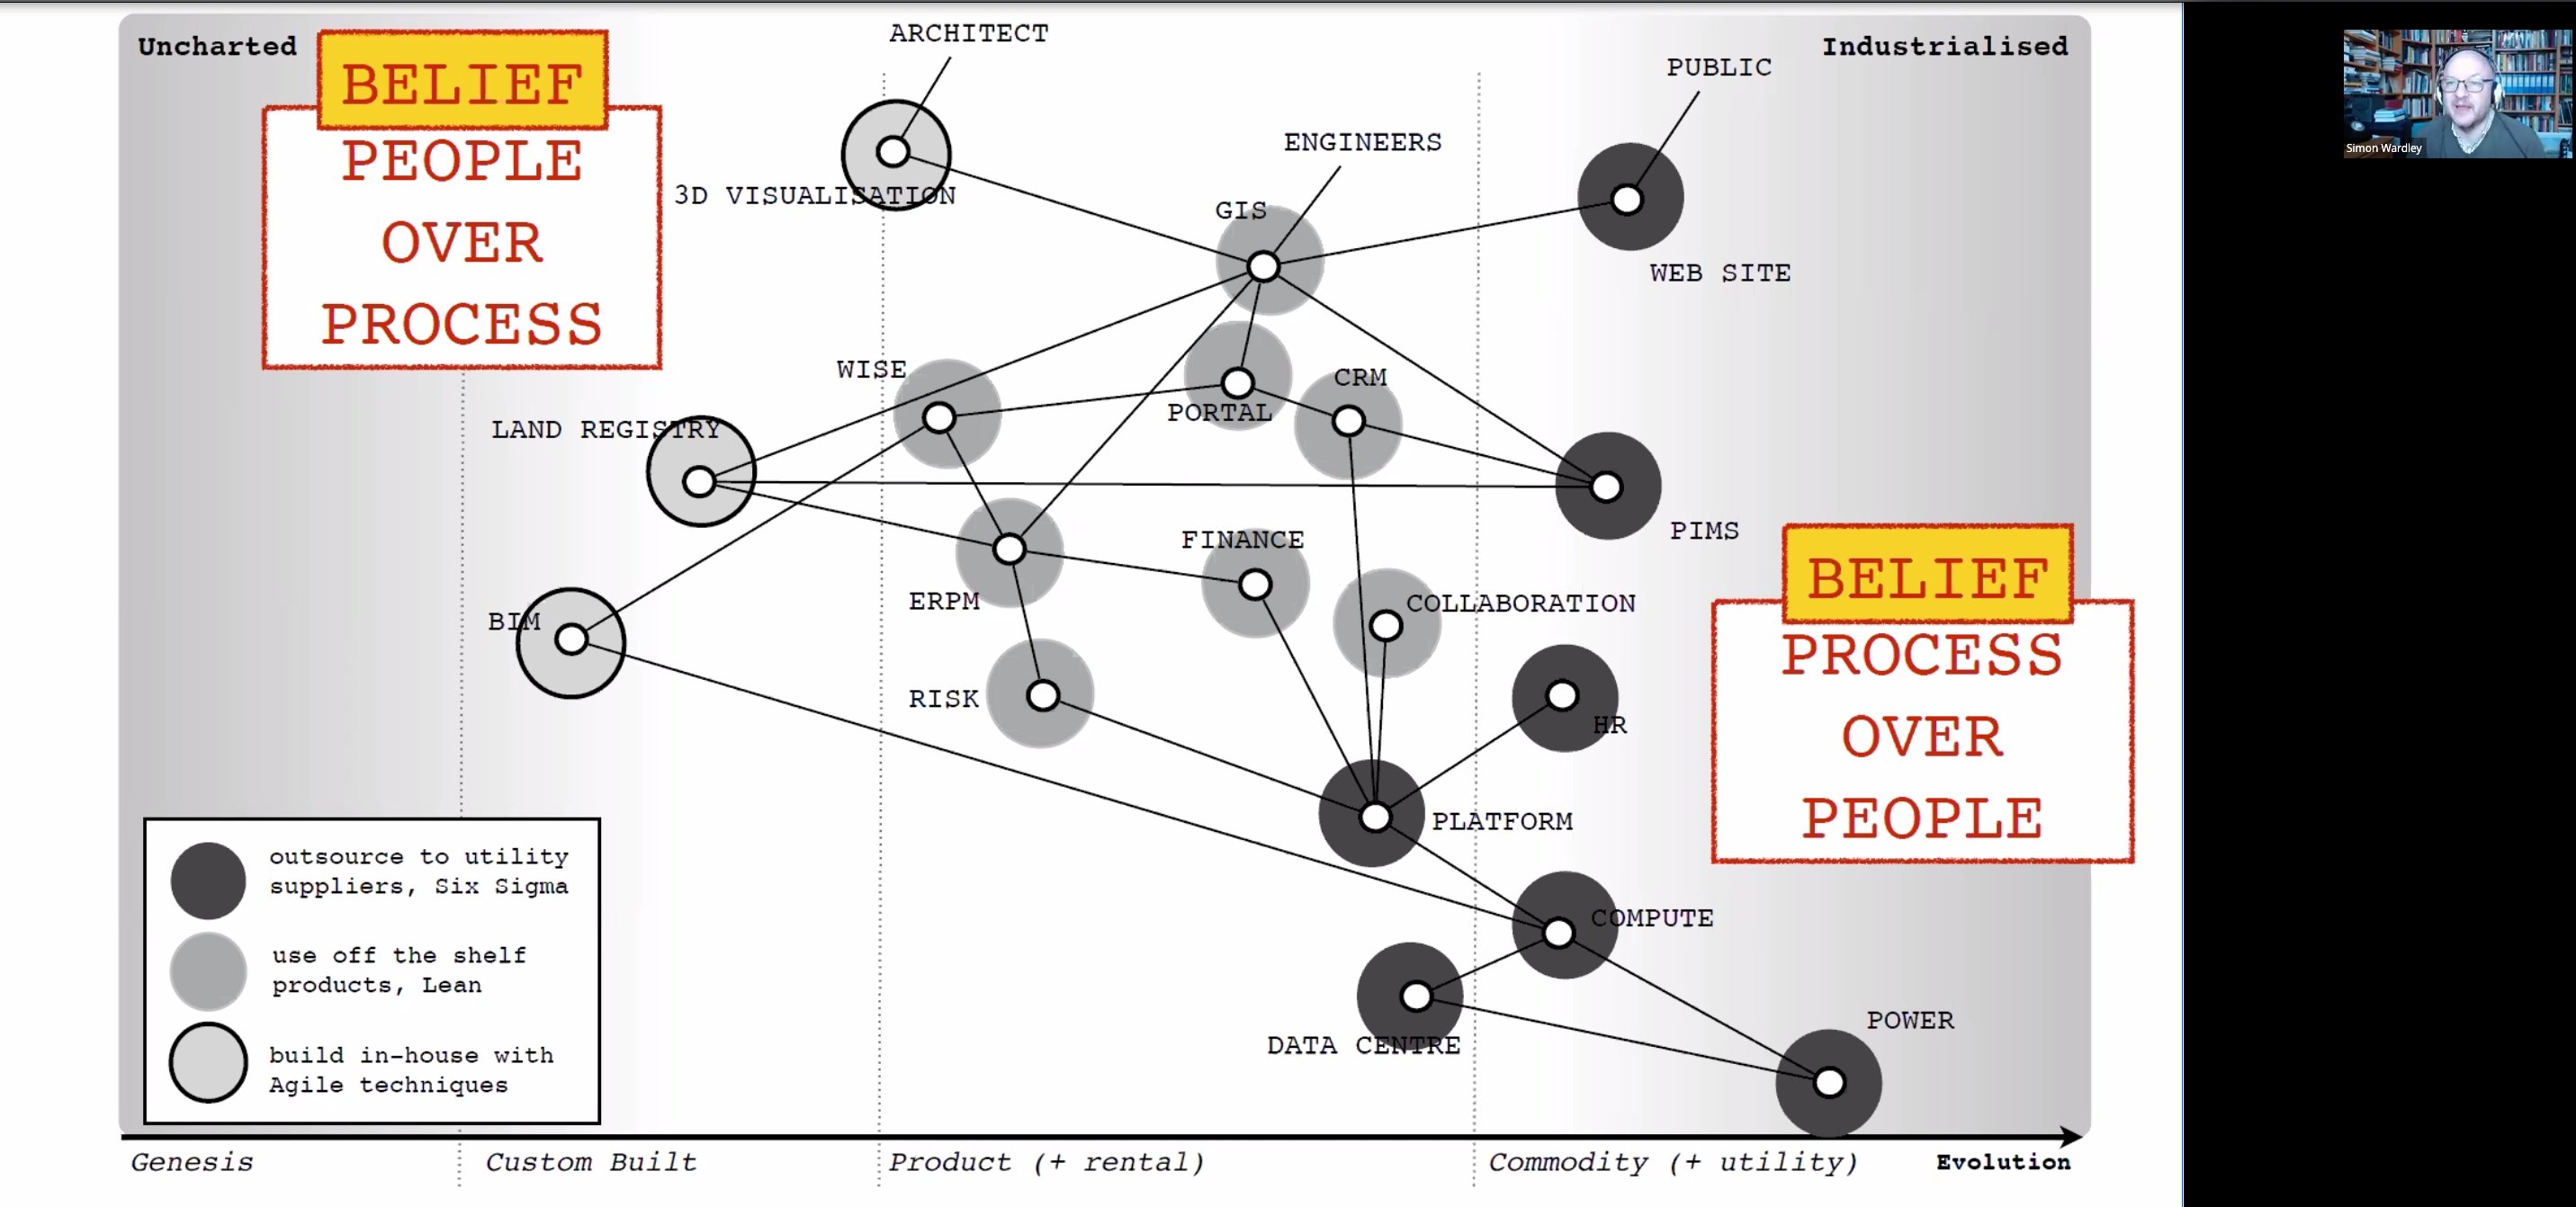 Uncharted
BELIEF
PEOPLE
OVER
PROCESS
ARCHITECT
Industrialised
PUBLIC
ENGINEERS
3D VISUALISATION
GIS
WEB SITE
WISE
CRM
PORTAL
LAND REGISTRY
PIMS
FINANCE
ERPM
COLLABORATION
BIM
RISK
HR
BELIEF
PROCESS
OVER
PEOPLE
PLATFORM
COMPUTE
DATA CENTRE
POWER
outsource to utility
suppliers, Six Sigma
use off the shelf
products, Lean
build in-house with
Agile techniques
Genesis
Custom Built
Product (+ rental)
Commodity (+ utility)
Evolution
Simon Wardley